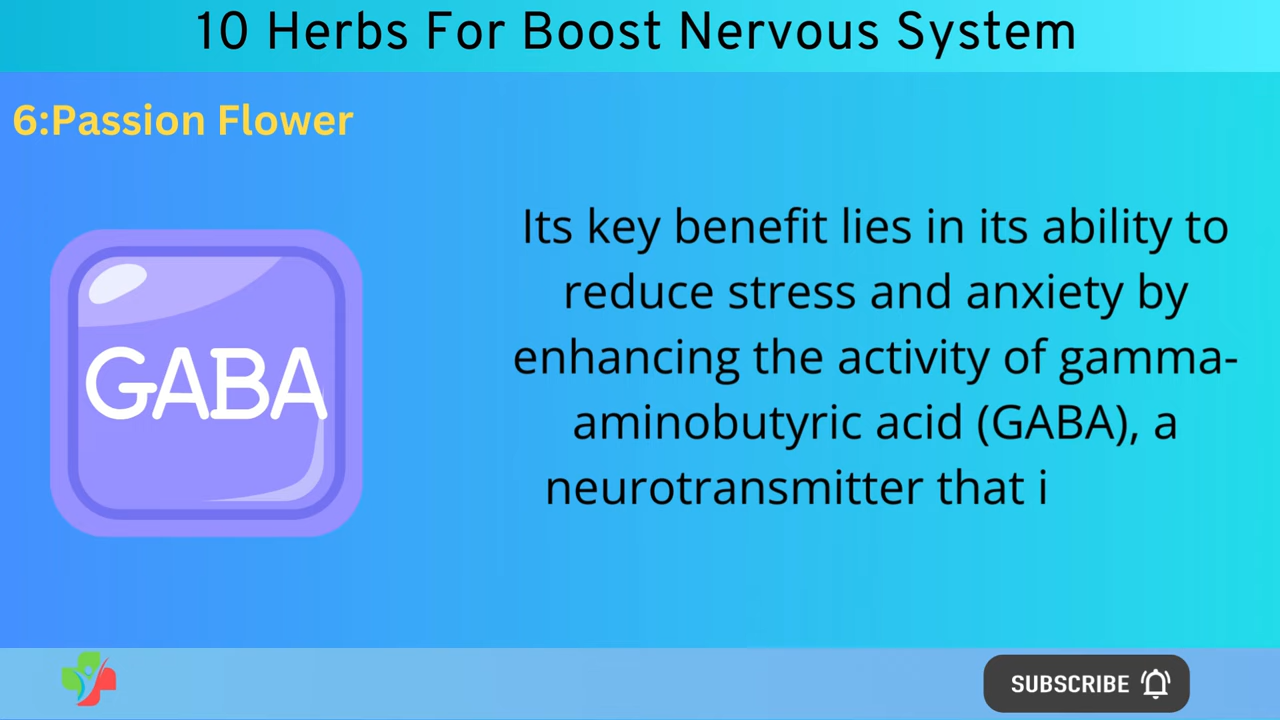 10 Herbs For Boost Nervous System
6:Passion Flower
GABA
Its key benefit lies in its ability to
reduce stress and anxiety by
enhancing the activity of gamma-
aminobutyric acid (GABA), a
neurotransmitter that i
SUBSCRIBE